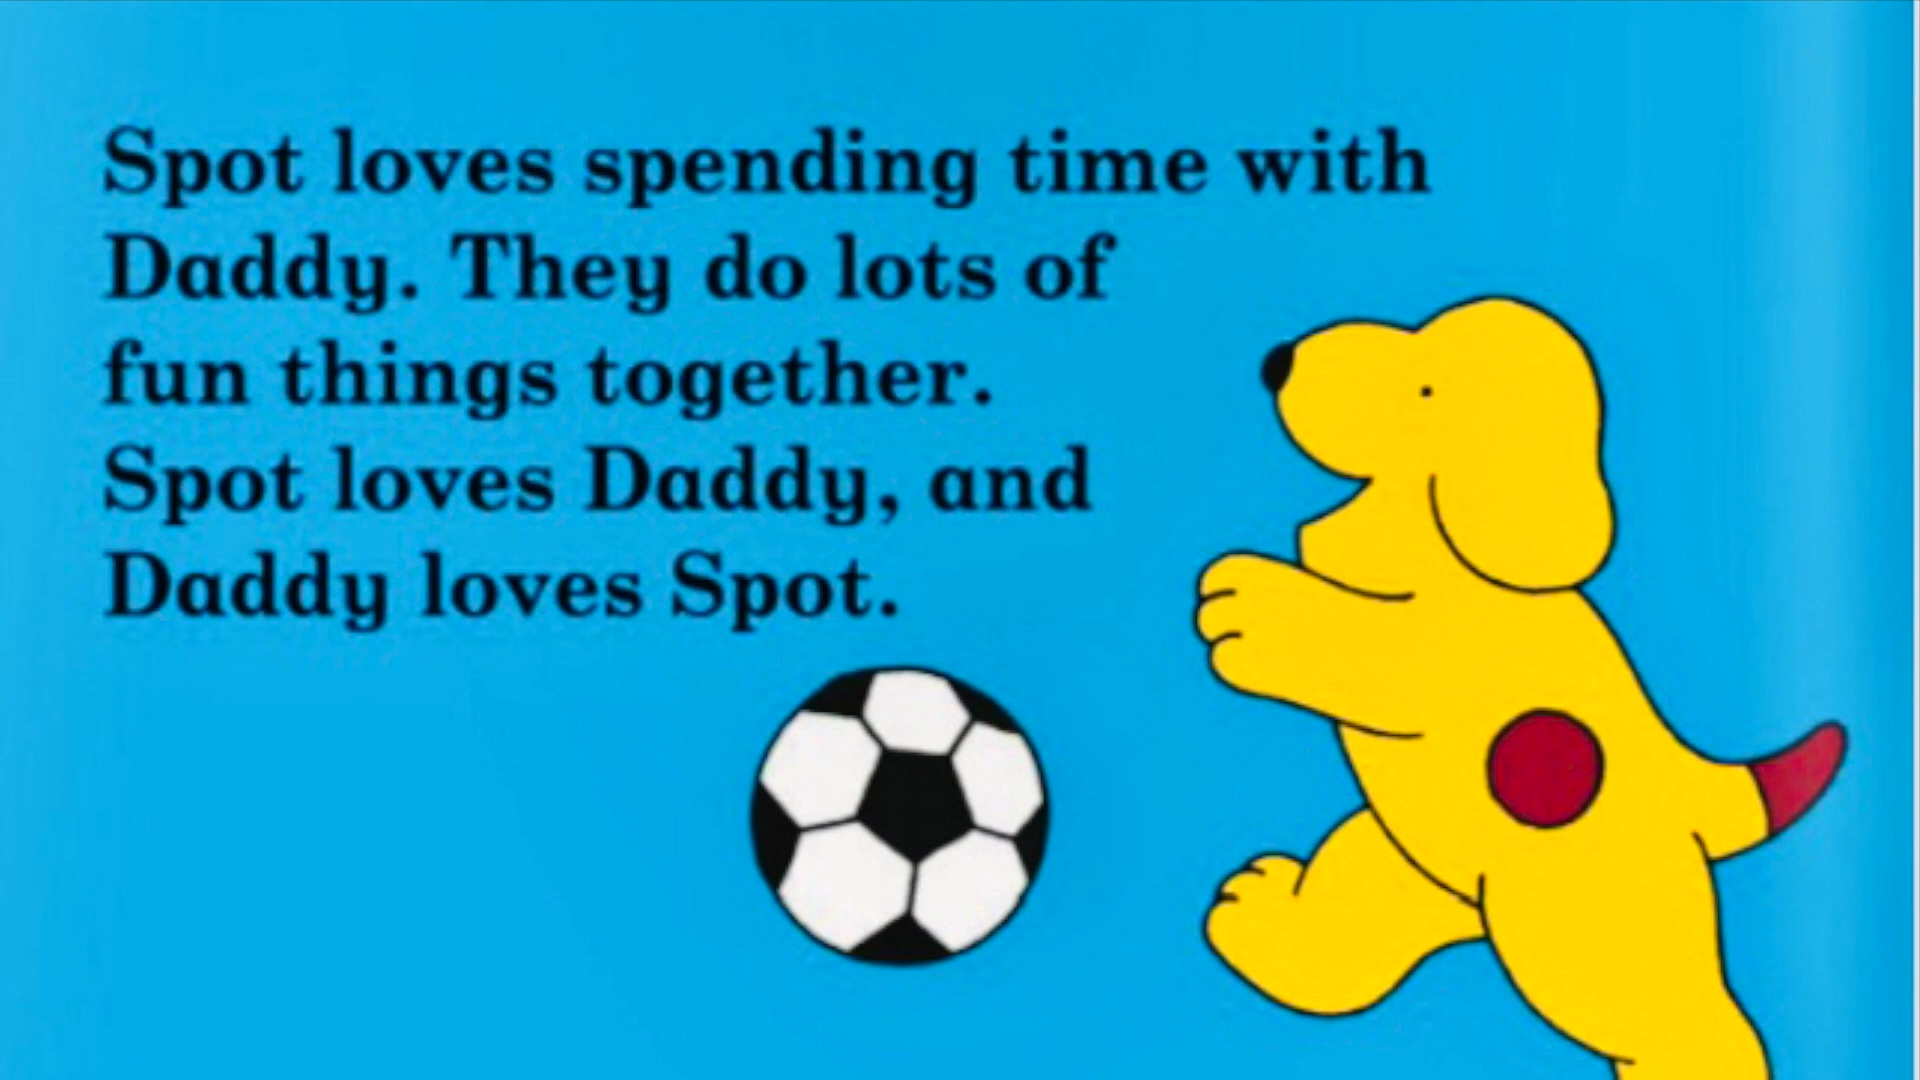 Spot loves spending time with
Daddy. They do lots of
fun things together.
Spot loves Daddy, and
Daddy loves Spot.